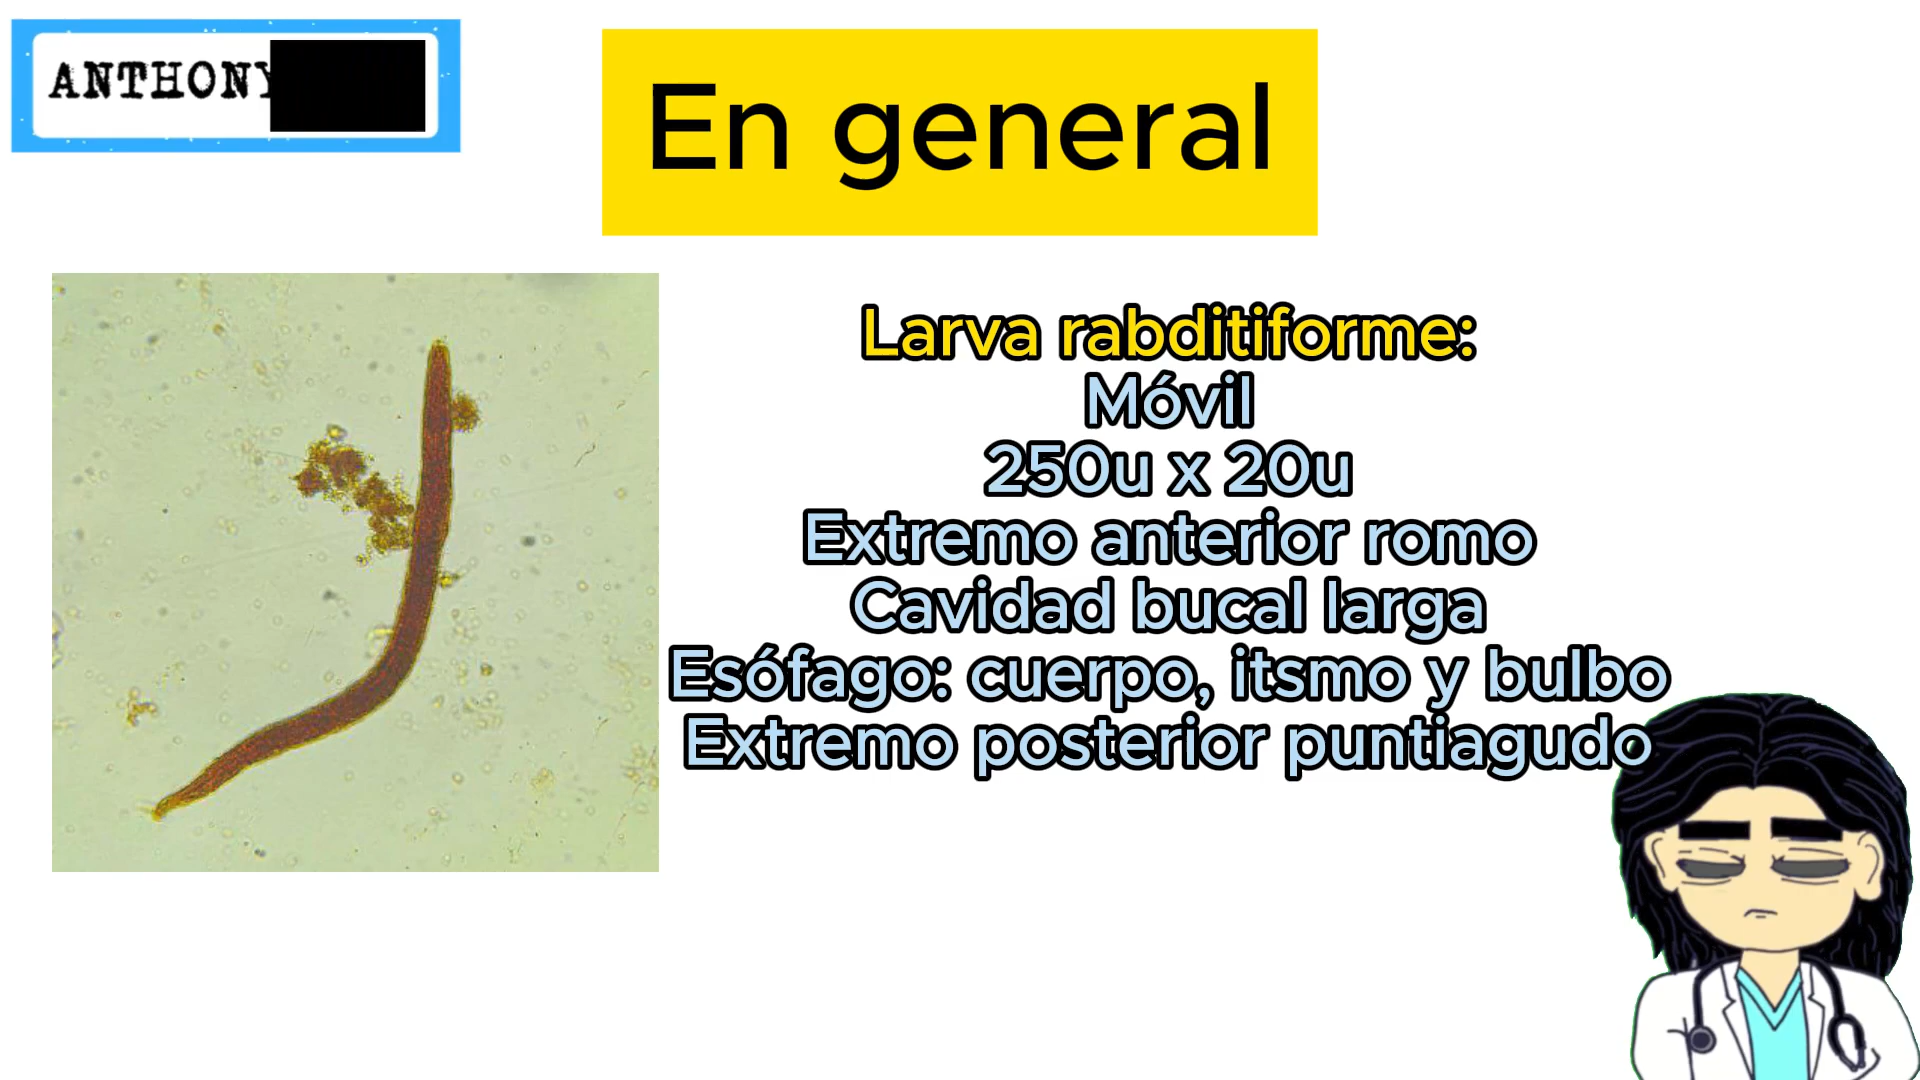 ANTHONY
En general
Larva rabditiforme:
Móvil
250u x 20u
Extremo anterior romo
Cavidad bucal larga
Esófago: cuerpo, itsmo y bulbo
Extremo posterior puntiagudo